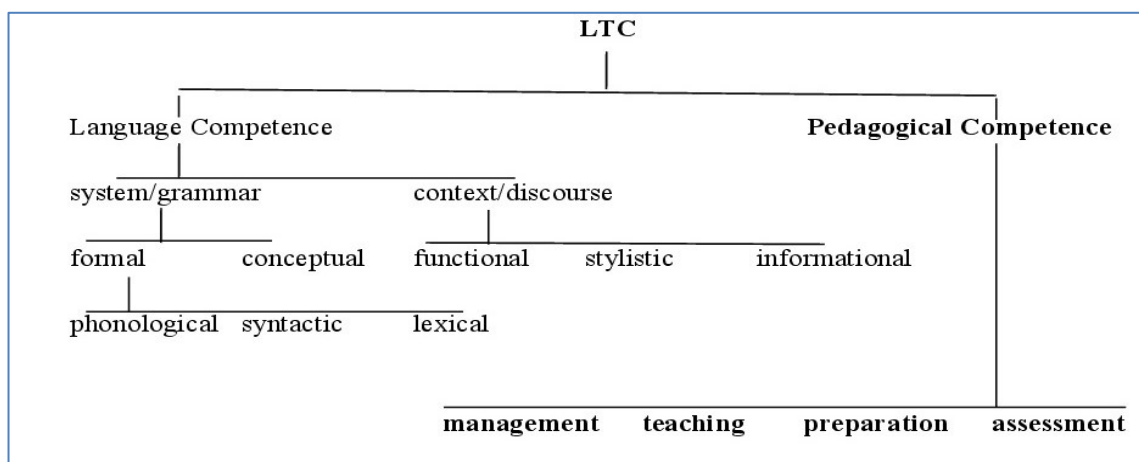 LTC
Language Competence Pedagogical Competence
system/grammar context/discourse
formal conceptual functional stylistic informational
phonological syntactic lexical
management teaching preparation assessment